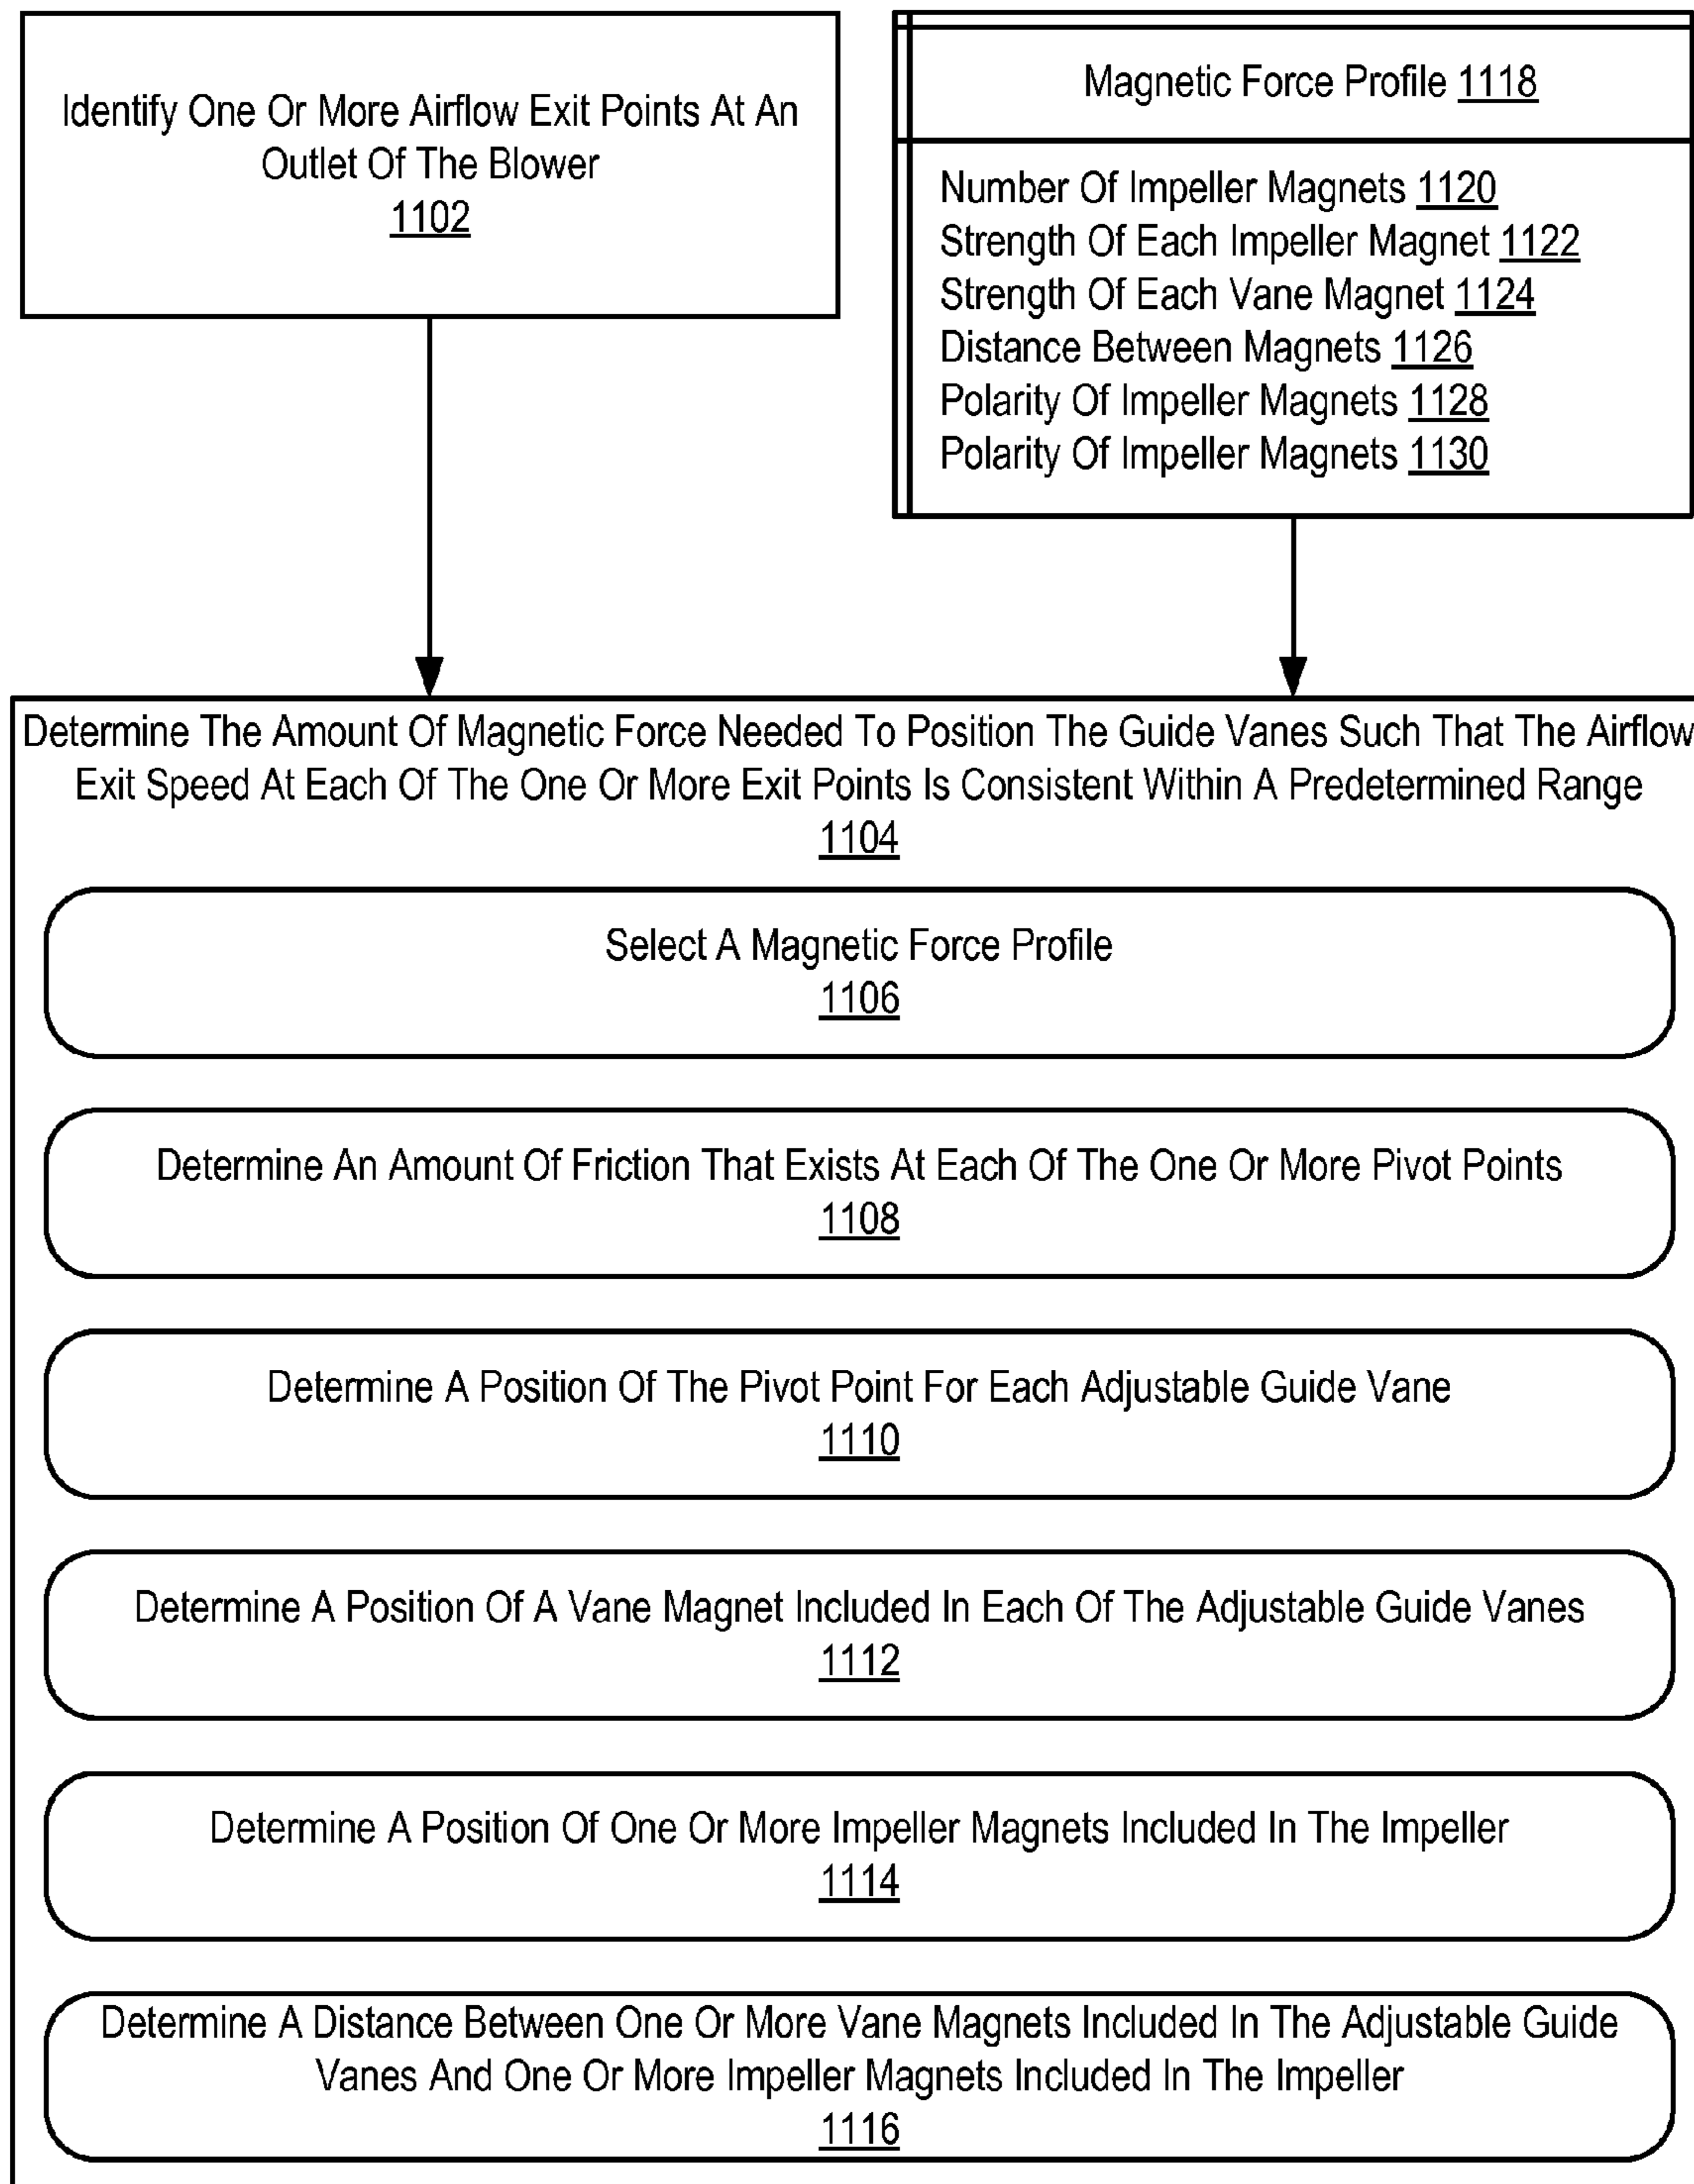 Identify One Or More Airflow Exit Points At An
Outlet Of The Blower
1102
Magnetic Force Profile 1118
Number Of Impeller Magnets 1120
Strength Of Each Impeller Magnet 1122
Strength Of Each Vane Magnet 1124
Distance Between Magnets 1126
Polarity Of Impeller Magnets 1128
Polarity Of Impeller Magnets 1130
Determine The Amount Of Magnetic Force Needed To Position The Guide Vanes Such That The Airflow
Exit Speed At Each Of The One Or More Exit Points Is Consistent Within A Predetermined Range
1104
Select A Magnetic Force Profile
1106
Determine An Amount Of Friction That Exists At Each Of The One Or More Pivot Points
1108
Determine A Position Of The Pivot Point For Each Adjustable Guide Vane
1110
Determine A Position Of A Vane Magnet Included In Each Of The Adjustable Guide Vanes
1112
Determine A Position Of One Or More Impeller Magnets Included In The Impeller
1114
Determine A Distance Between One Or More Vane Magnets Included In The Adjustable Guide
Vanes And One Or More Impeller Magnets Included In The Impeller
1116